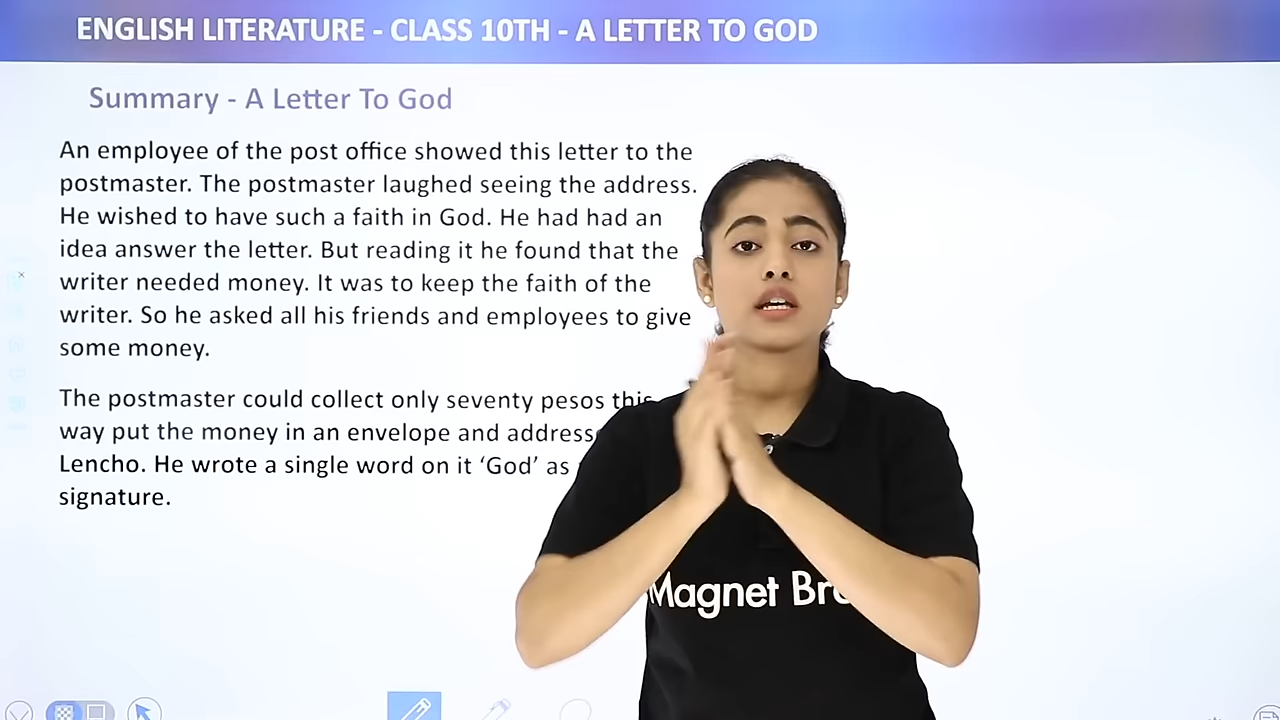 ENGLISH LITERATURE - CLASS 10TH - A LETTER TO GOD
Summary - A Letter To God
An employee of the post office showed this letter to the
postmaster. The postmaster laughed seeing the address.
He wished to have such a faith in God. He had had an
idea answer the letter. But reading it he found that the
writer needed money. It was to keep the faith of the
writer. So he asked all his friends and employees to give
some money.
The postmaster could collect only seventy pesos this
way put the money in an envelope and
Lencho. He wrote a single word on it ‘God’ as
signature.
Magnet